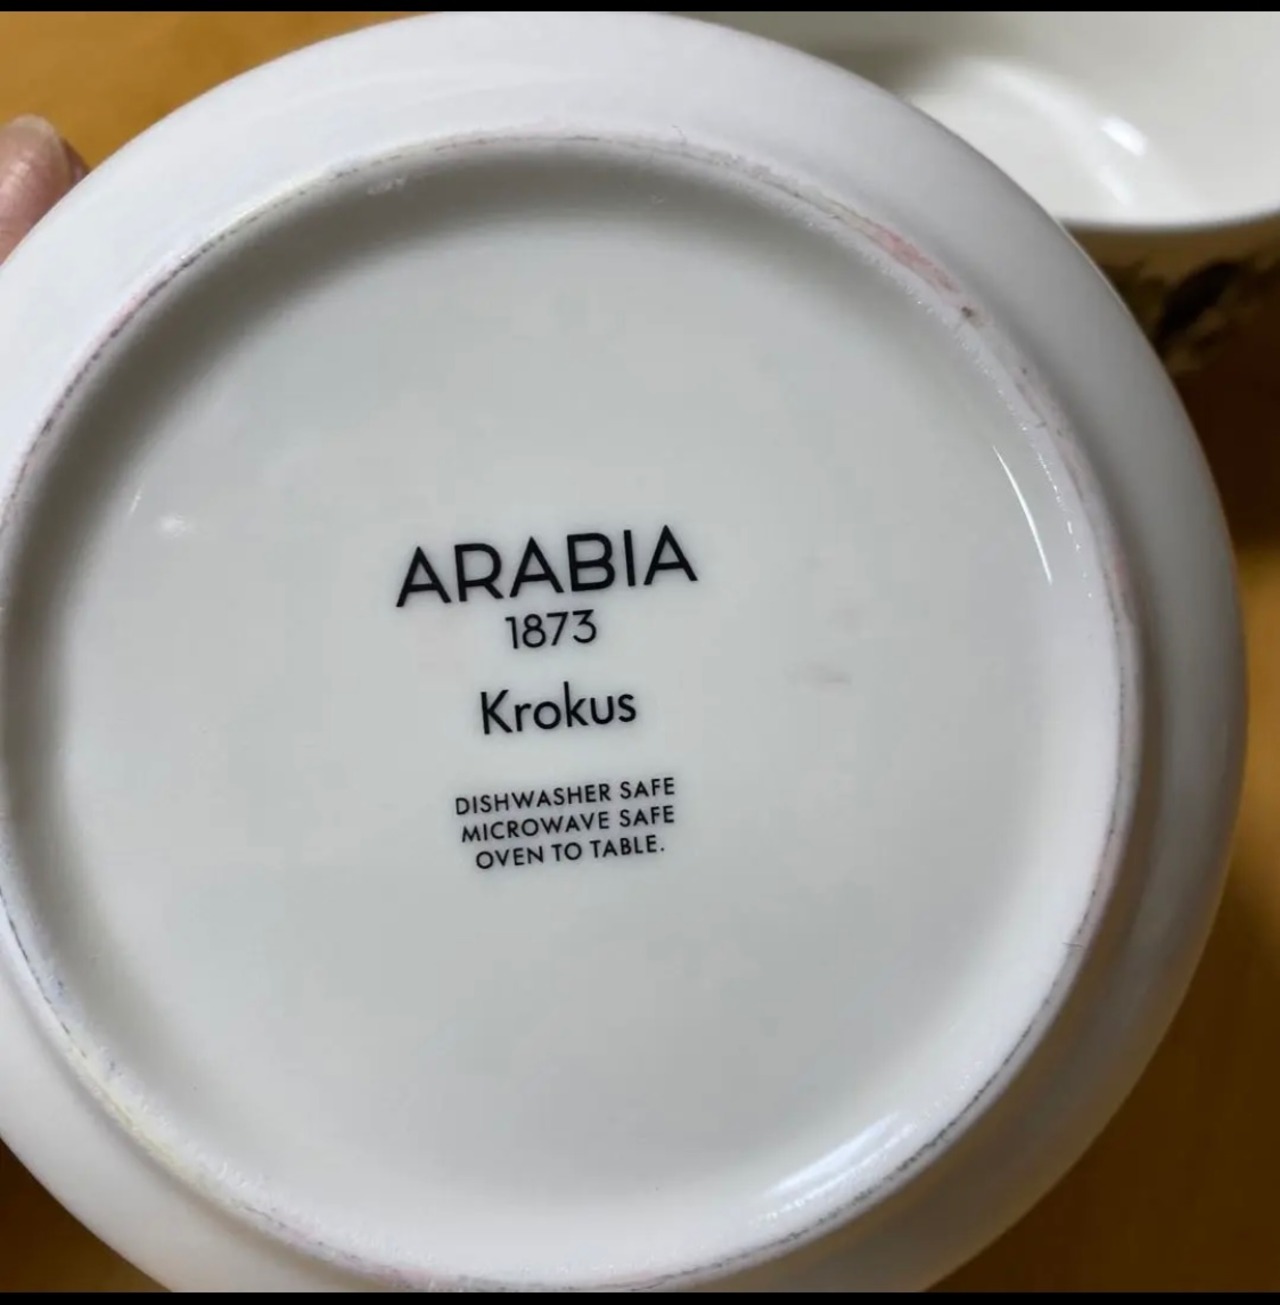 ARABIA
1873
Krokus
DISHWASHER SAFE
MICROWAVE SAFE
OVEN TO TABLE.